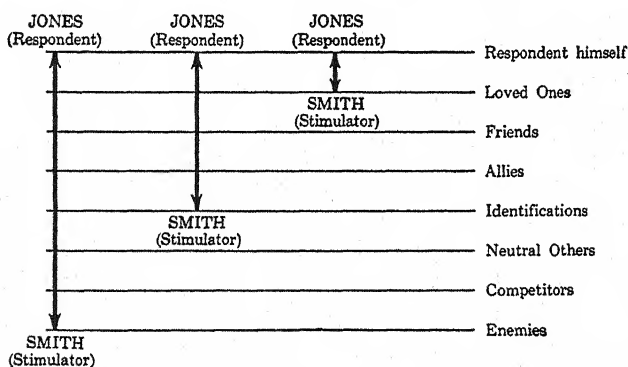 JONES JONES JONES
(Respondent) (Respondent) (Respondent)
Respondent himself
Loved Ones
SMITH
(Stimulator)
Friends
Allies
Identifications
SMITH
(Stimulator)
Neutral Others
Competitors
Enemies
SMITH
(Stimulator)